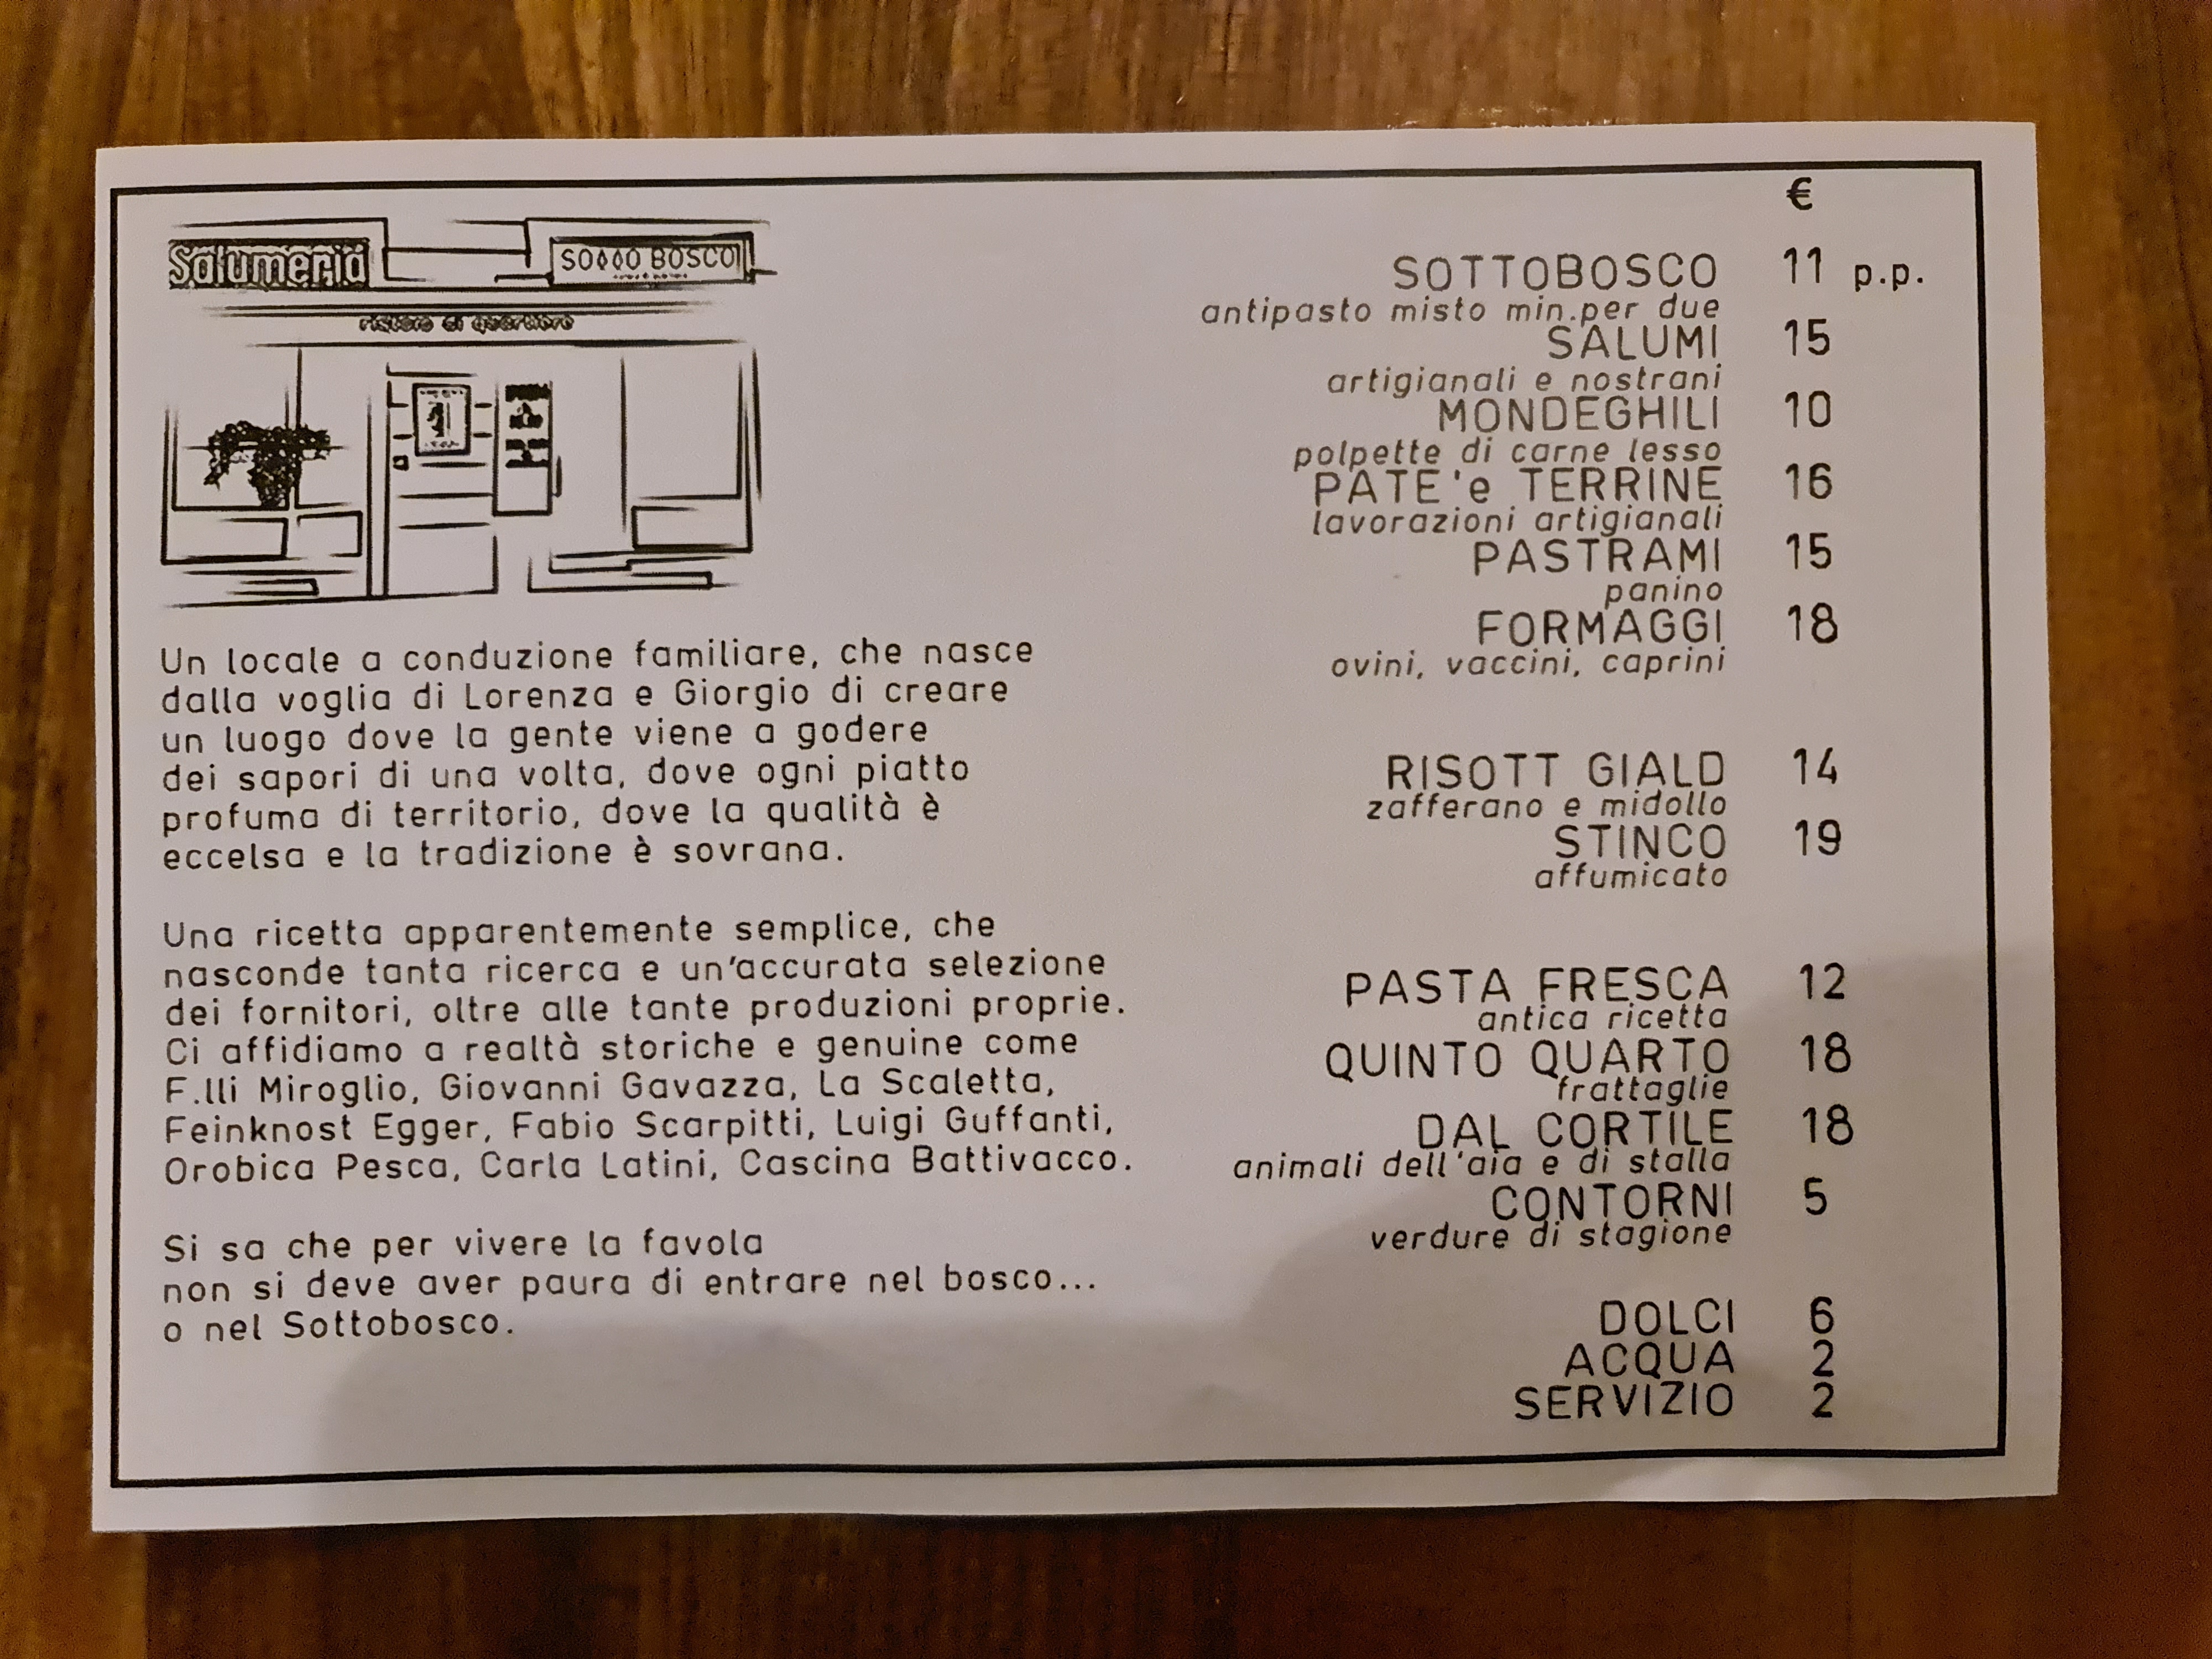 Salumeria
SOTTO BOSCO
ristoro di quartiere
Un locale a conduzione familiare, che nasce
dalla voglia di Lorenza e Giorgio di creare
un luogo dove la gente viene a godere
dei sapori di una volta, dove ogni piatto
profuma di territorio, dove la qualità è
eccelsa e la tradizione è sovrana.
Una ricetta apparentemente semplice, che
nasconde tanta ricerca e un'accurata selezione
dei fornitori, oltre alle tante produzioni proprie.
Ci affidiamo a realtà storiche e genuine come
F.lli Miroglio, Giovanni Gavazza, La Scaletta,
Feinknost Egger, Fabio Scarpitti, Luigi Guffanti,
Orobica Pesca, Carla Latini, Cascina Battivacco.
Si sa che per vivere la favola
non si deve aver paura di entrare nel bosco...
o nel Sottobosco.
€
SOTTOBOSCO 11 p.p.
antipasto misto min.per due
SALUMI 15
artigianali e nostrani
MONDEGHILI 10
polpette di carne lesso
PATE'e TERRINE 16
lavorazioni artigianali
PASTRAMI 15
panino
FORMAGGI 18
ovini, vaccini, caprini
RISOTT GIALD 14
zafferano e midollo
STINCO 19
affumicato
PASTA FRESCA 12
antica ricetta
QUINTO QUARTO 18
frattaglie
DAL CORTILE 18
animali dell'aia e di stalla
CONTORNI 5
verdure di stagione
DOLCI 6
ACQUA 2
SERVIZIO 2